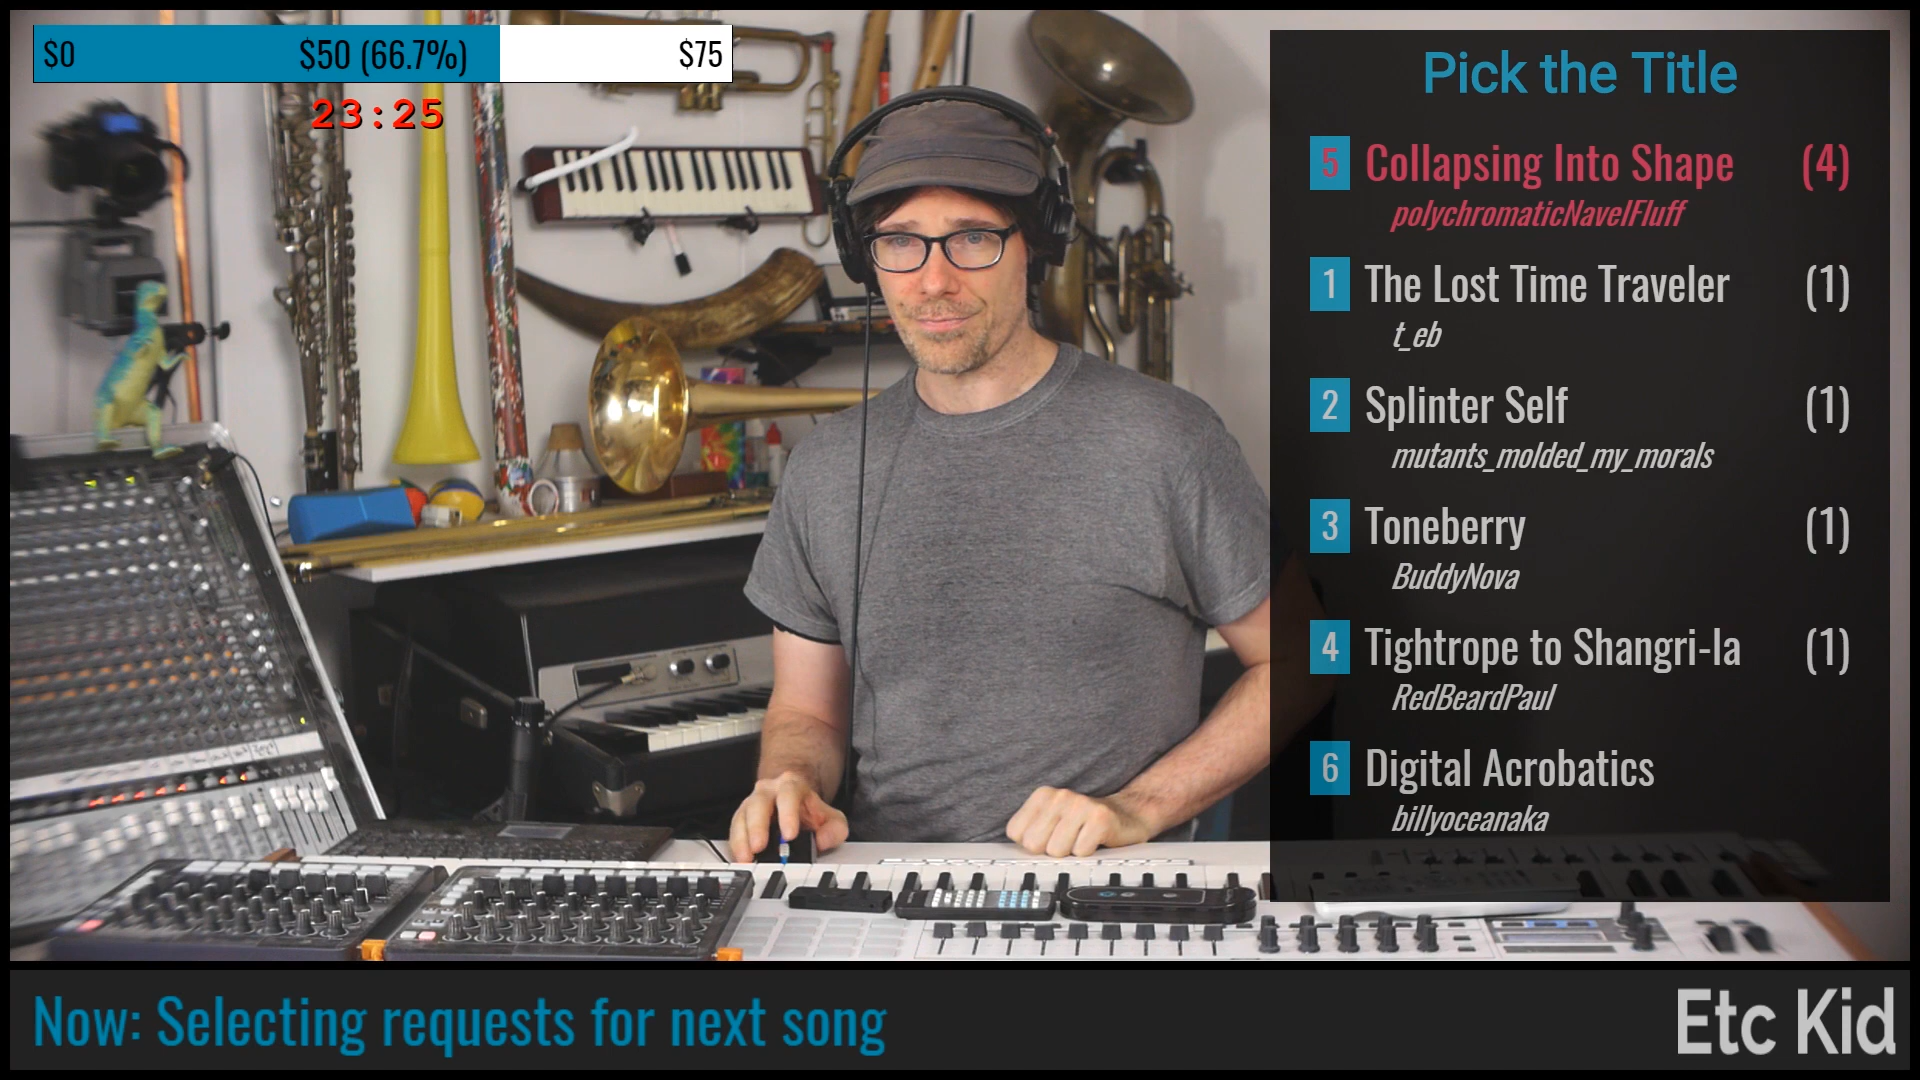 $0 $50 (66.7%) $75
23:25
Pick the Title
5 Collapsing Into Shape (4)
polychromaticNavelFluff
1 The Lost Time Traveler (1)
t_eb
2 Splinter Self (1)
mutants_molded_my_morals
3 Toneberry (1)
BuddyNova
4 Tightrope to Shangri-la (1)
RedBeardPaul
6 Digital Acrobatics
billyoceanaka
Now: Selecting requests for next song
Etc Kid